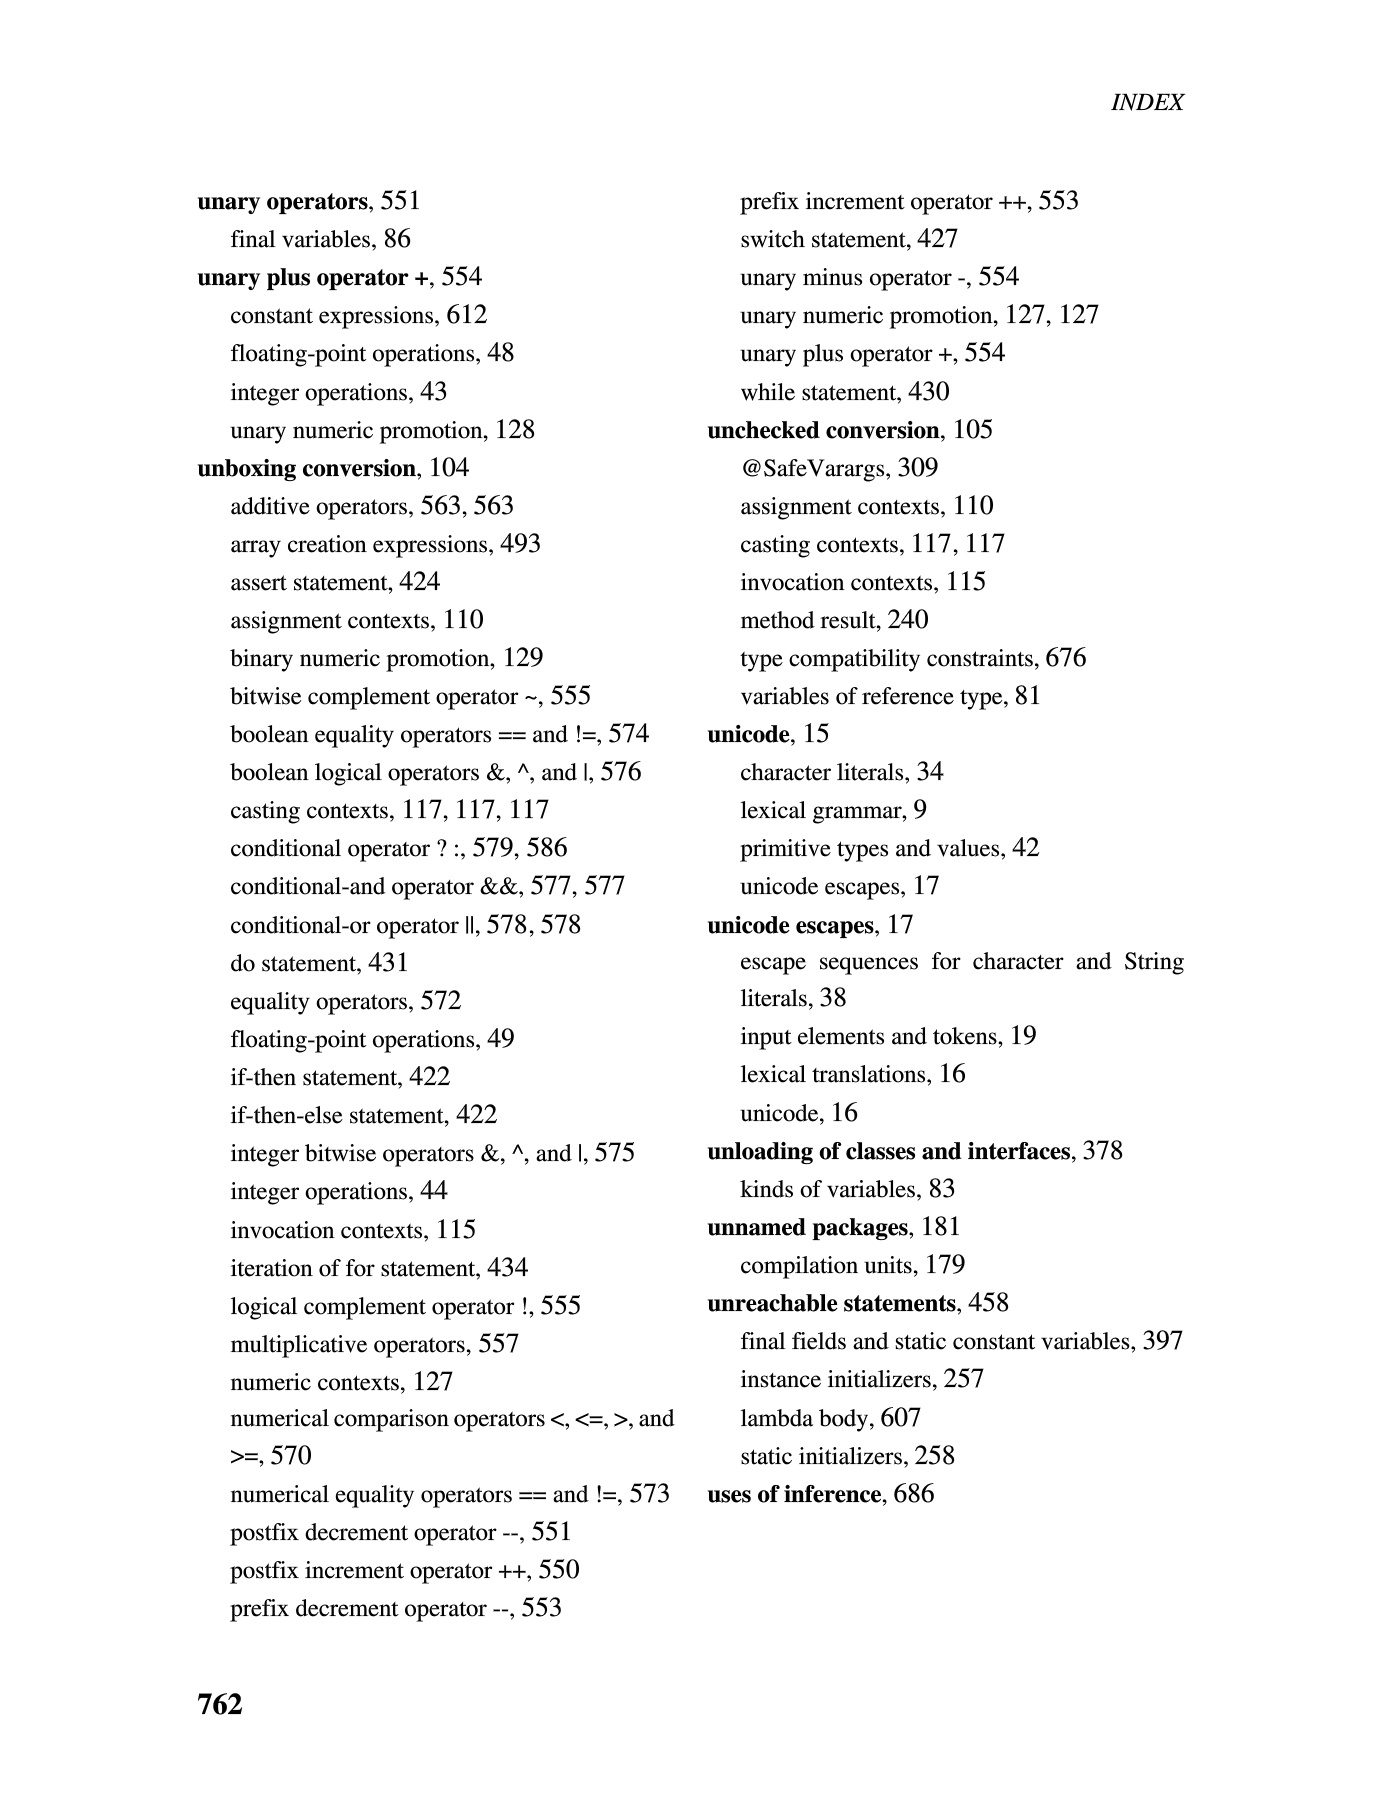 INDEX
unary operators, 551
final variables, 86
unary plus operator +, 554
constant expressions, 612
floating-point operations, 48
integer operations, 43
unary numeric promotion, 128
unboxing conversion, 104
additive operators, 563, 563
array creation expressions, 493
assert statement, 424
assignment contexts, 110
binary numeric promotion, 129
bitwise complement operator ~, 555
boolean equality operators == and !=, 574
boolean logical operators &, ^, and |, 576
casting contexts, 117, 117, 117
conditional operator ? :, 579, 586
conditional-and operator &&, 577, 577
conditional-or operator ||, 578, 578
do statement, 431
equality operators, 572
floating-point operations, 49
if-then statement, 422
if-then-else statement, 422
integer bitwise operators &, ^, and |, 575
integer operations, 44
invocation contexts, 115
iteration of for statement, 434
logical complement operator !, 555
multiplicative operators, 557
numeric contexts, 127
numerical comparison operators <, <=, >, and
>=, 570
numerical equality operators == and !=, 573
postfix decrement operator --, 551
postfix increment operator ++, 550
prefix decrement operator --, 553
prefix increment operator ++, 553
switch statement, 427
unary minus operator -, 554
unary numeric promotion, 127, 127
unary plus operator +, 554
while statement, 430
unchecked conversion, 105
@SafeVarargs, 309
assignment contexts, 110
casting contexts, 117, 117
invocation contexts, 115
method result, 240
type compatibility constraints, 676
variables of reference type, 81
unicode, 15
character literals, 34
lexical grammar, 9
primitive types and values, 42
unicode escapes, 17
unicode escapes, 17
escape sequences for character and String
literals, 38
input elements and tokens, 19
lexical translations, 16
unicode, 16
unloading of classes and interfaces, 378
kinds of variables, 83
unnamed packages, 181
compilation units, 179
unreachable statements, 458
final fields and static constant variables, 397
instance initializers, 257
lambda body, 607
static initializers, 258
uses of inference, 686
762